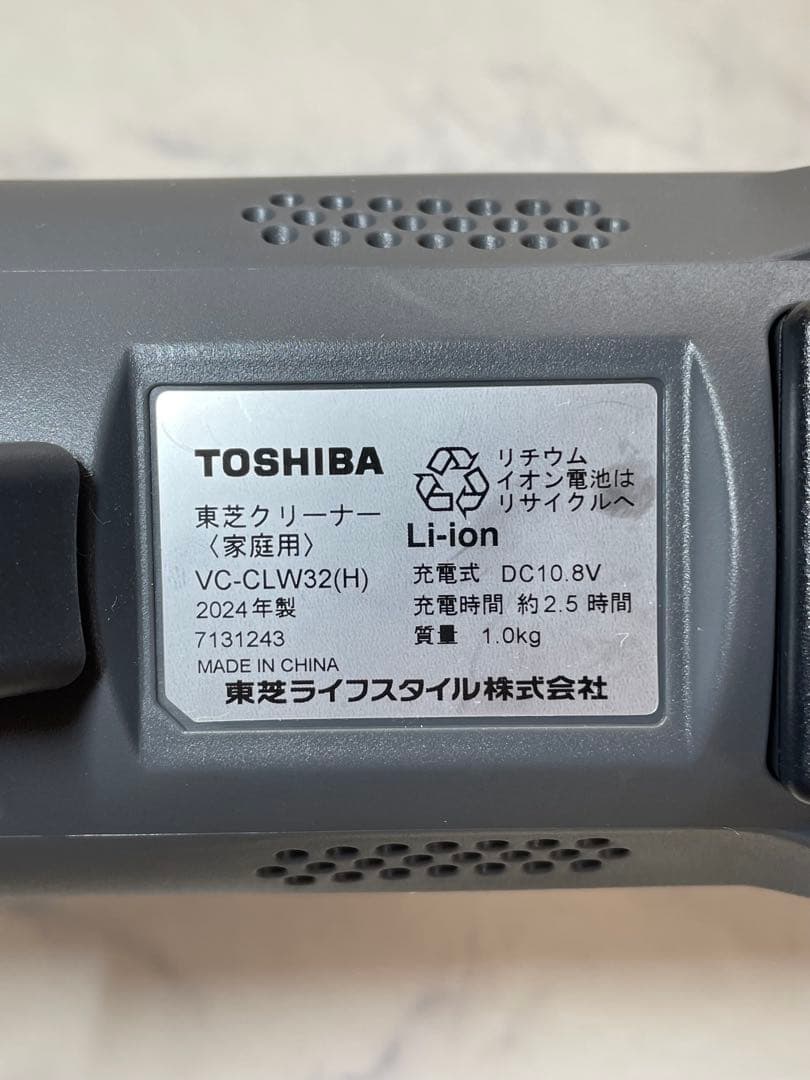 TOSHIBA
東芝クリーナー
〈家庭用〉
VC-CLW32(H)
2024年製
7131243
MADE IN CHINA
リチウム
イオン電池は
リサイクルへ
Li-ion
充電式 DC10.8V
充電時間 約2.5時間
質量 1.0kg
東芝ライフスタイル株式会社